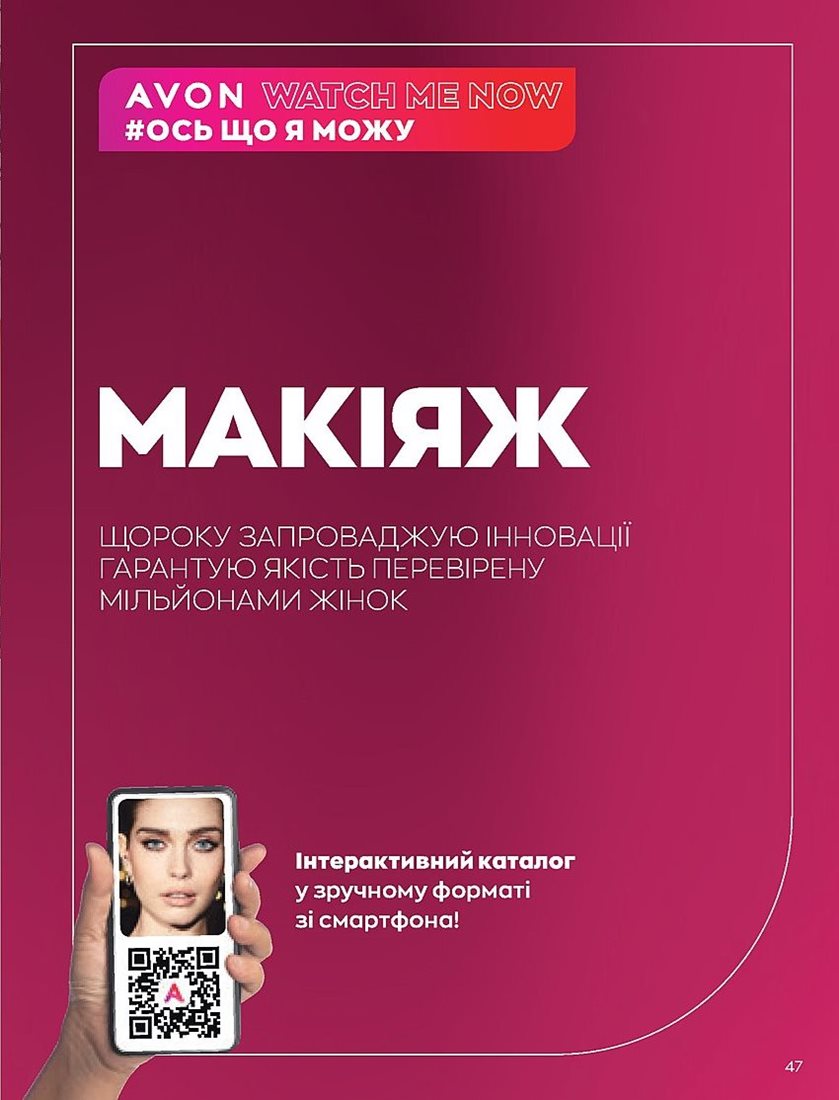 AVON WATCH ME NOW
#ОСЬ ЩО Я МОЖУ
МАКІЯЖ
ЩОРОКУ ЗАПРОВАДЖУЮ ІННОВАЦІЇ
ГАРАНТУЮ ЯКІСТЬ ПЕРЕВІРЕНУ
МІЛЬЙОНАМИ ЖІНОК
Інтерактивний каталог
у зручному форматі
зі смартфона!
A
47